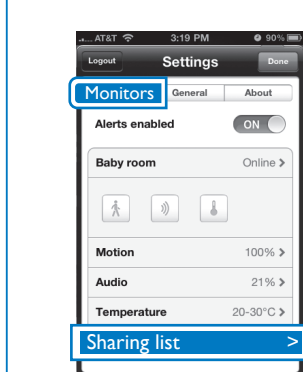 AT&T 3:19 PM 90%
Logout Settings Done
Monitors General About
Alerts enabled ON
Baby room Online >
Motion 100% >
Audio 21% >
Temperature 20-30°C >
Sharing list >